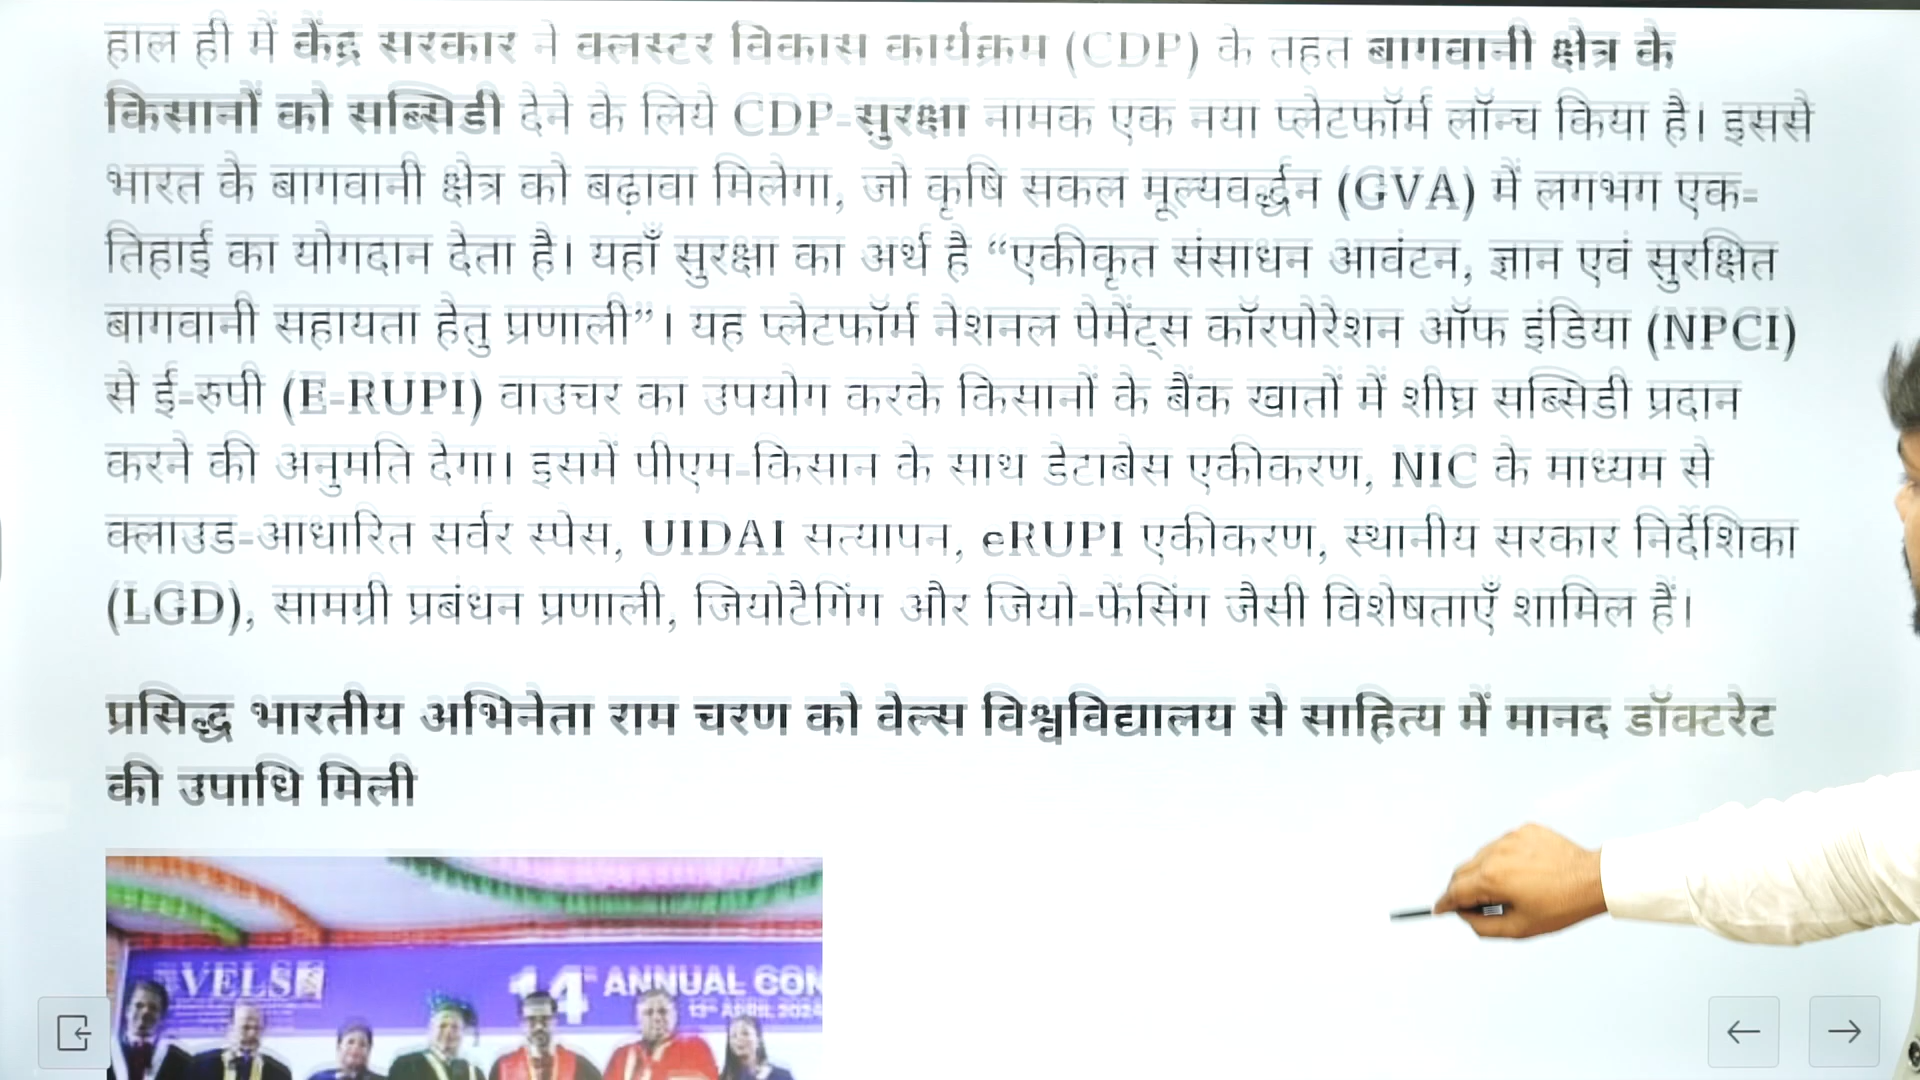 हाल ही में केंद्र सरकार ने क्लस्टर विकास कार्यक्रम (CDP) के तहत बागवानी क्षेत्र के
किसानों को सब्सिडी देने के लिये CDP-सुरक्षा नामक एक नया प्लेटफॉर्म लॉन्च किया है। इससे
भारत के बागवानी क्षेत्र को बढ़ावा मिलेगा, जो कृषि सकल मूल्यवर्द्धन (GVA) में लगभग एक-
तिहाई का योगदान देता है। यहाँ सुरक्षा का अर्थ है “एकीकृत संसाधन आवंटन, ज्ञान एवं सुरक्षित
बागवानी सहायता हेतु प्रणाली”। यह प्लेटफॉर्म नेशनल पेमेंट्स कॉरपोरेशन ऑफ इंडिया (NPCI)
से ई-रुपी (E-RUPI) वाउचर का उपयोग करके किसानों के बैंक खातों में शीघ्र सब्सिडी प्रदान
करने की अनुमति देगा। इसमें पीएम-किसान के साथ डेटाबेस एकीकरण, NIC के माध्यम से
क्लाउड-आधारित सर्वर स्पेस, UIDAI सत्यापन, eRUPI एकीकरण, स्थानीय सरकार निर्देशिका
(LGD), सामग्री प्रबंधन प्रणाली, जियोटैगिंग और जियो-फेंसिंग जैसी विशेषताएँ शामिल हैं।
प्रसिद्ध भारतीय अभिनेता राम चरण को वेल्स विश्वविद्यालय से साहित्य में मानद डॉक्टरेट
की उपाधि मिली
VELS
14TH ANNUAL CON
13TH APRIL 2024